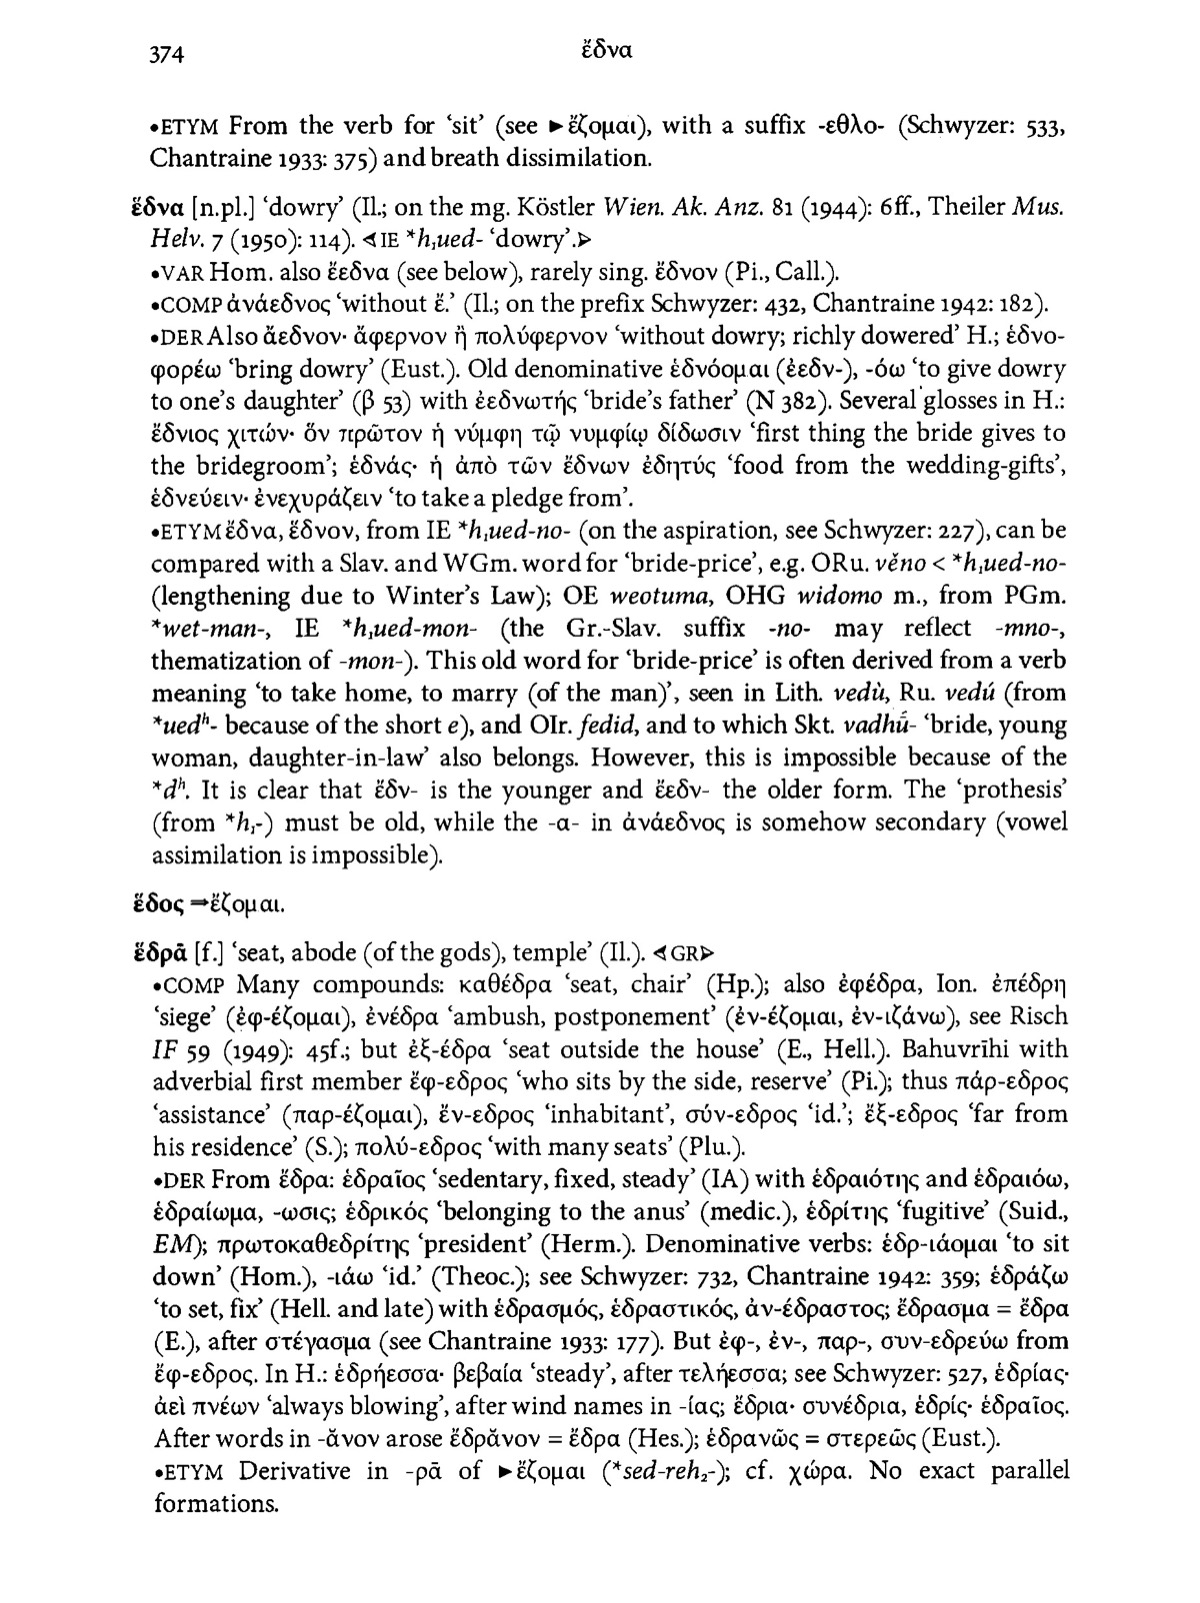 374
ἕδνα
•ETYM From the verb for ‘sit’ (see ►ἕζομαι), with a suffix -εθλο- (Schwyzer: 533,
Chantraine 1933: 375) and breath dissimilation.
ἕδνα [n.pl.] ‘dowry’ (Il.; on the mg. Köstler Wien. Ak. Anz. 81 (1944): 6ff., Theiler Mus.
Helv. 7 (1950): 114). ⊲IE *h₁ued- ‘dowry’.⊳
•VAR Hom. also ἔεδνα (see below), rarely sing. ἕδνον (Pi., Call.).
•COMP ἀνάεδνος ‘without ἕ.’ (Il.; on the prefix Schwyzer: 432, Chantraine 1942: 182).
•DER Also ἄεδνον· ἄφερνον ἢ πολύφερνον ‘without dowry; richly dowered’ H.; ἑδνο-
φορέω ‘bring dowry’ (Eust.). Old denominative ἑδνόομαι (ἐεδν-), -όω ‘to give dowry
to one’s daughter’ (β 53) with ἐεδνωτής ‘bride’s father’ (Ν 382). Several glosses in H.:
ἕδνιος χιτών· ὅν πρῶτον ἡ νύμφη τῷ νυμφίῳ δίδωσιν ‘first thing the bride gives to
the bridegroom’; ἑδνάς· ἡ ἀπὸ τῶν ἕδνων ἐδητύς ‘food from the wedding-gifts’,
ἑδνεύειν· ἐνεχυράζειν ‘to take a pledge from’.
•ETYM ἕδνα, ἕδνον, from IE *h₁ued-no- (on the aspiration, see Schwyzer: 227), can be
compared with a Slav. and WGm. word for ‘bride-price’, e.g. ORu. věno < *h₁ued-no-
(lengthening due to Winter’s Law); OE weotuma, OHG widomo m., from PGm.
*wet-man-, IE *h₁ued-mon- (the Gr.-Slav. suffix -no- may reflect -mno-,
thematization of -mon-). This old word for ‘bride-price’ is often derived from a verb
meaning ‘to take home, to marry (of the man)’, seen in Lith. vedù, Ru. vedú (from
*uedʰ- because of the short e), and OIr. fedid, and to which Skt. vadhū́- ‘bride, young
woman, daughter-in-law’ also belongs. However, this is impossible because of the
*dʰ. It is clear that ἕδν- is the younger and ἔεδν- the older form. The ‘prothesis’
(from *h₁-) must be old, while the -α- in ἀνάεδνος is somehow secondary (vowel
assimilation is impossible).
ἕδος ⇒ἕζομαι.
ἕδρᾱ [f.] ‘seat, abode (of the gods), temple’ (Il.). ⊲GR⊳
•COMP Many compounds: καθέδρα ‘seat, chair’ (Hp.); also ἐφέδρα, Ion. ἐπέδρη
‘siege’ (ἐφ-έζομαι), ἐνέδρα ‘ambush, postponement’ (ἐν-έζομαι, ἐν-ιζάνω), see Risch
IF 59 (1949): 45f.; but ἐξ-έδρα ‘seat outside the house’ (E., Hell.). Bahuvrīhi with
adverbial first member ἔφ-εδρος ‘who sits by the side, reserve’ (Pi.); thus πάρ-εδρος
‘assistance’ (παρ-έζομαι), ἔν-εδρος ‘inhabitant’, σύν-εδρος ‘id.’; ἔξ-εδρος ‘far from
his residence’ (S.); πολύ-εδρος ‘with many seats’ (Plu.).
•DER From ἕδρα: ἑδραῖος ‘sedentary, fixed, steady’ (IA) with ἑδραιότης and ἑδραιόω,
ἑδραίωμα, -ωσις; ἑδρικός ‘belonging to the anus’ (medic.), ἑδρίτης ‘fugitive’ (Suid.,
EM); πρωτοκαθεδρίτης ‘president’ (Herm.). Denominative verbs: ἑδρ-ιάομαι ‘to sit
down’ (Hom.), -ιάω ‘id.’ (Theoc.); see Schwyzer: 732, Chantraine 1942: 359; ἑδράζω
‘to set, fix’ (Hell. and late) with ἑδρασμός, ἑδραστικός, ἀν-έδραστος; ἕδρασμα = ἕδρα
(E.), after στέγασμα (see Chantraine 1933: 177). But ἐφ-, ἐν-, παρ-, συν-εδρεύω from
ἔφ-εδρος. In H.: ἑδρήεσσα· βεβαία ‘steady’, after τελήεσσα; see Schwyzer: 527, ἑδρίας·
ἀεὶ πνέων ‘always blowing’, after wind names in -ίας; ἕδρια· συνέδρια, ἑδρίς· ἑδραῖος.
After words in -ᾰνον arose ἕδρᾰνον = ἕδρα (Hes.); ἑδρανῶς = στερεῶς (Eust.).
•ETYM Derivative in -ρᾱ of ►ἕζομαι (*sed-reh₂-); cf. χώρα. No exact parallel
formations.